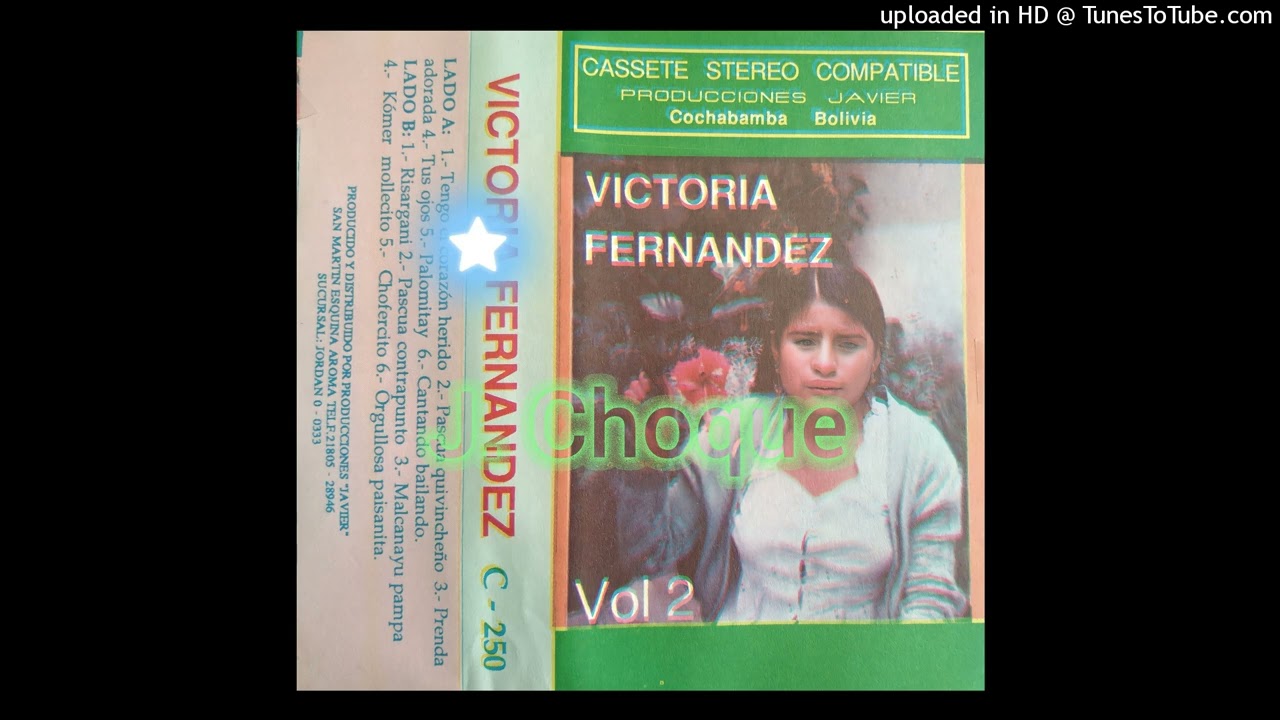 uploaded in HD @ TunesToTube.com
CASSETE STEREO COMPATIBLE
PRODUCCIONES JAVIER
Cochabamba Bolivia
VICTORIA
FERNANDEZ
Vol 2
J. Choque
VICTORIA FERNANDEZ C - 250
LADO A: 1.- Tengo el corazón herido 2.- Pascua quivincheño 3.- Prenda
adorada 4.- Tus ojos 5.- Palomitay 6.- Cantando bailando.
LADO B: 1.- Risargani 2.- Pascua contrapunto 3.- Malcanayu pampa
4.- Kómer mollecito 5.- Chofercito 6.- Orgullosa paisanita.
PRODUCIDO Y DISTRIBUIDO POR PRODUCCIONES "JAVIER"
SAN MARTIN ESQUINA AROMA TELF.21805 - 28946
SUCURSAL.: JORDAN 0 - 0333